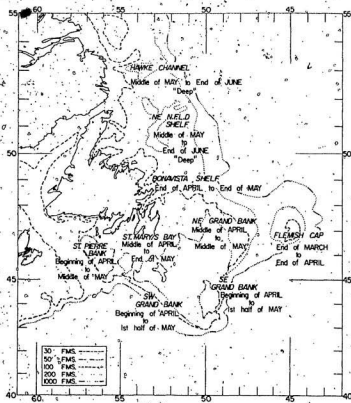 55
60
55
50
45
55
HAWKE CHANNEL
Middle of MAY to End of JUNE
"Deep"
NE N.F.L.D
SHELF
Middle of MAY
to
End of JUNE
"Deep"
50
50
BONAVISTA SHELF
End of APRIL to End of MAY
ST. PIERRE
BANK
Beginning of APRIL
to
Middle of MAY
ST. MARY'S BAY
Middle of APRIL
to
End of MAY
NE GRAND BANK
Middle of APRIL
to
Middle of MAY
FLEMISH CAP
End of MARCH
to
End of APRIL
45
45
SW
GRAND BANK
Beginning of APRIL
to
1st half of MAY
SE
GRAND BANK
Beginning of APRIL
to
1st half of MAY
30 FMS.
50 FMS.
100 FMS.
200 FMS.
1000 FMS.
40
40
60
55
50
45